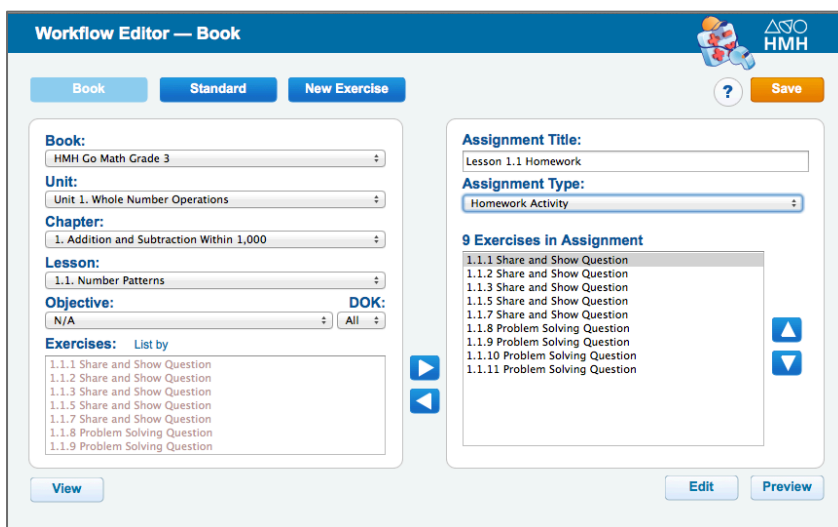 Workflow Editor — Book
HMH
Book
Standard
New Exercise
?
Save
Book:
HMH Go Math Grade 3
Unit:
Unit 1. Whole Number Operations
Chapter:
1. Addition and Subtraction Within 1,000
Lesson:
1.1. Number Patterns
Objective: DOK:
N/A All
Exercises: List by
1.1.1 Share and Show Question
1.1.2 Share and Show Question
1.1.3 Share and Show Question
1.1.5 Share and Show Question
1.1.7 Share and Show Question
1.1.8 Problem Solving Question
1.1.9 Problem Solving Question
View
Assignment Title:
Lesson 1.1 Homework
Assignment Type:
Homework Activity
9 Exercises in Assignment
1.1.1 Share and Show Question
1.1.2 Share and Show Question
1.1.3 Share and Show Question
1.1.5 Share and Show Question
1.1.7 Share and Show Question
1.1.8 Problem Solving Question
1.1.9 Problem Solving Question
1.1.10 Problem Solving Question
1.1.11 Problem Solving Question
Edit
Preview